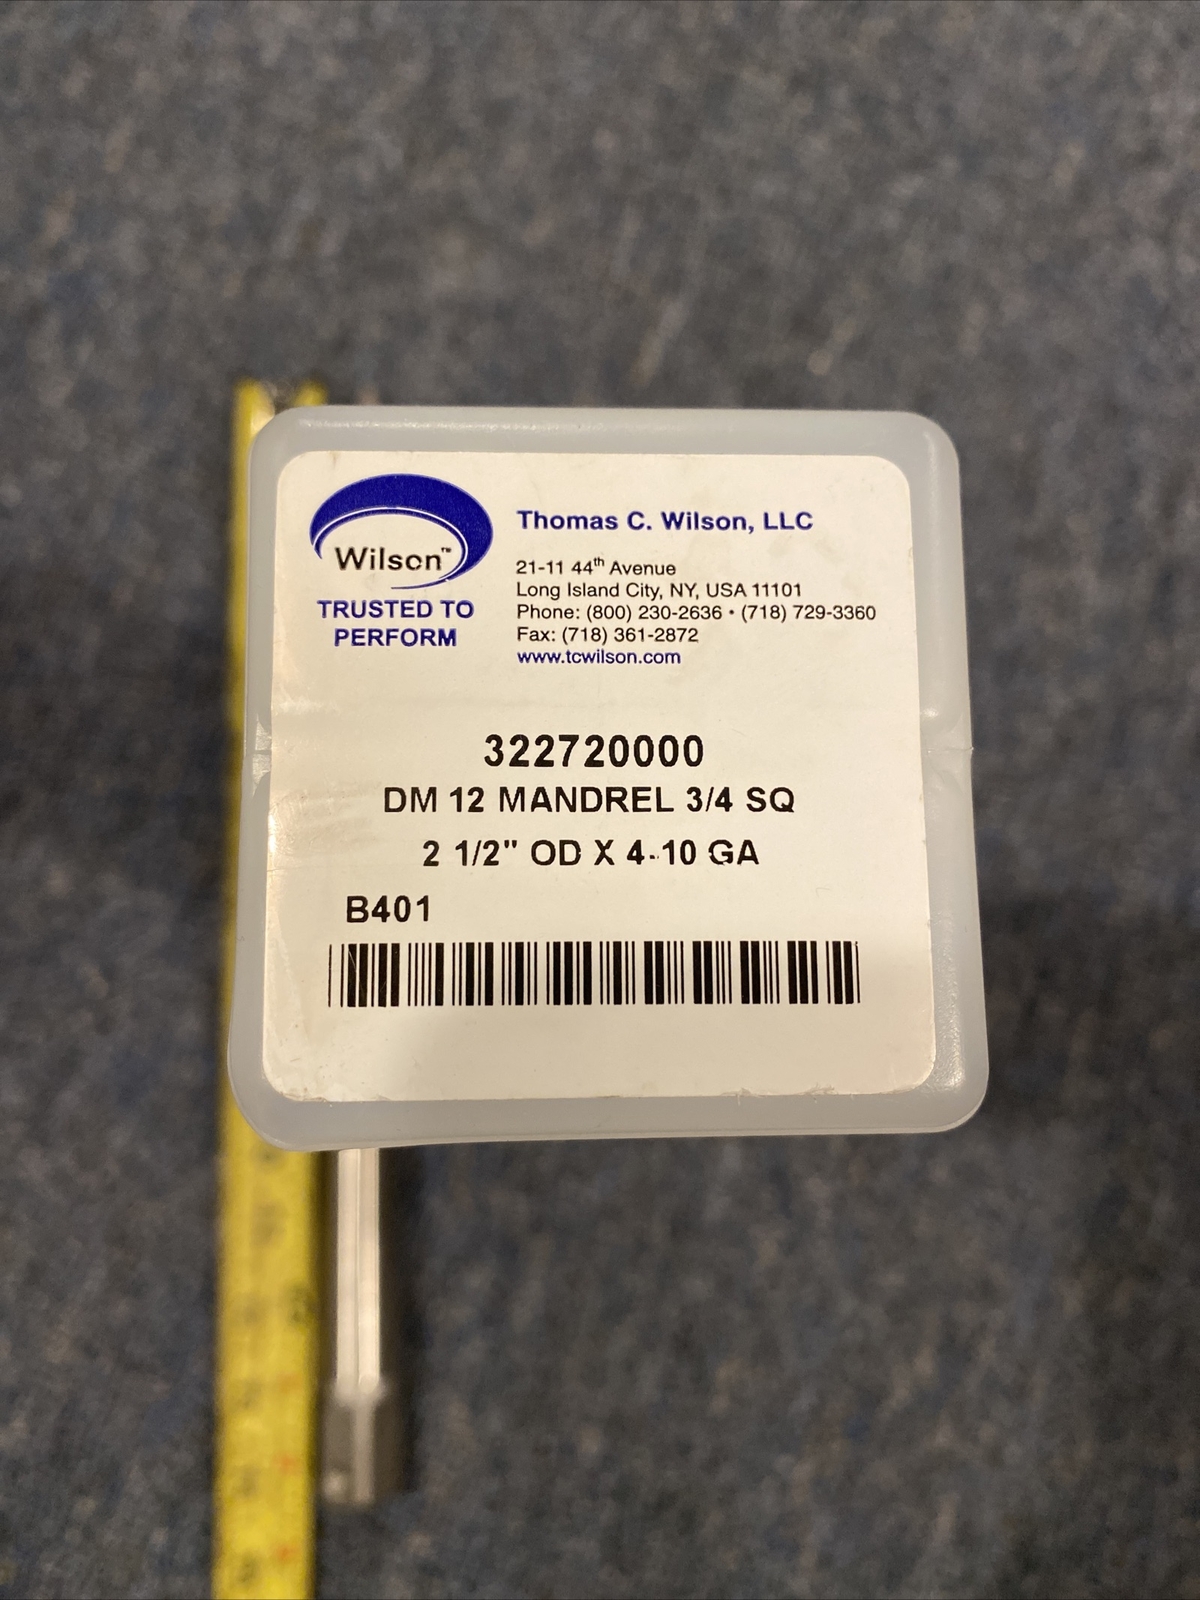 Wilson™
TRUSTED TO
PERFORM
Thomas C. Wilson, LLC
21-11 44th Avenue
Long Island City, NY, USA 11101
Phone: (800) 230-2636 • (718) 729-3360
Fax: (718) 361-2872
www.tcwilson.com
322720000
DM 12 MANDREL 3/4 SQ
2 1/2" OD X 4-10 GA
B401